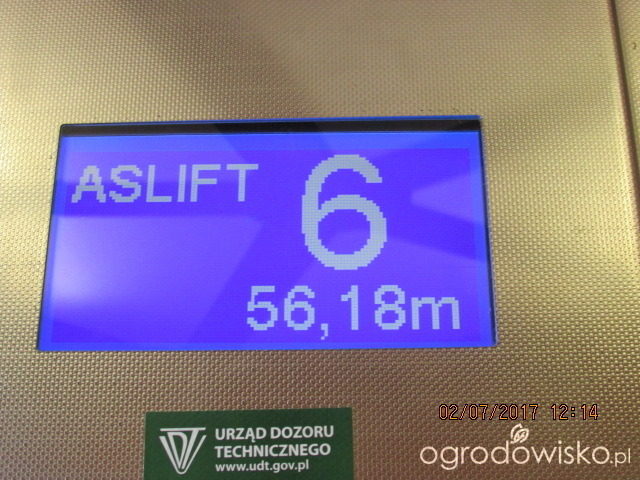 ASLIFT
6
56,18m
02/07/2017 12:14
URZĄD DOZORU
TECHNICZNEGO
www.udt.gov.pl
ogrodowisko.pl